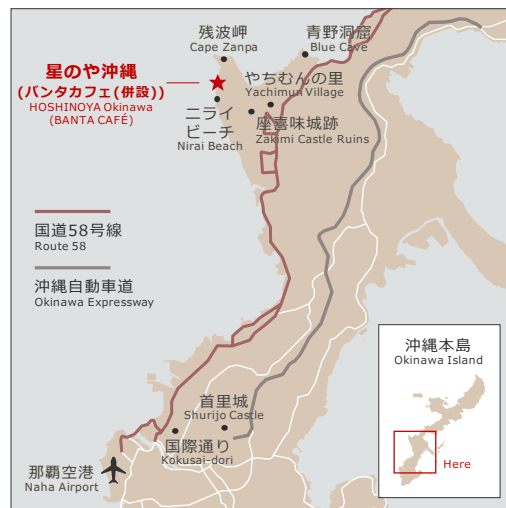 残波岬
Cape Zanpa
青野洞窟
Blue Cave
星のや沖縄
(バンタカフェ(併設))
HOSHINOYA Okinawa
(BANTA CAFÉ)
やちむんの里
Yachimun Village
ニライ
ビーチ
Nirai Beach
座喜味城跡
Zakimi Castle Ruins
国道58号線
Route 58
沖縄自動車道
Okinawa Expressway
沖縄本島
Okinawa Island
Here
首里城
Shurijo Castle
国際通り
Kokusai-dori
那覇空港
Naha Airport